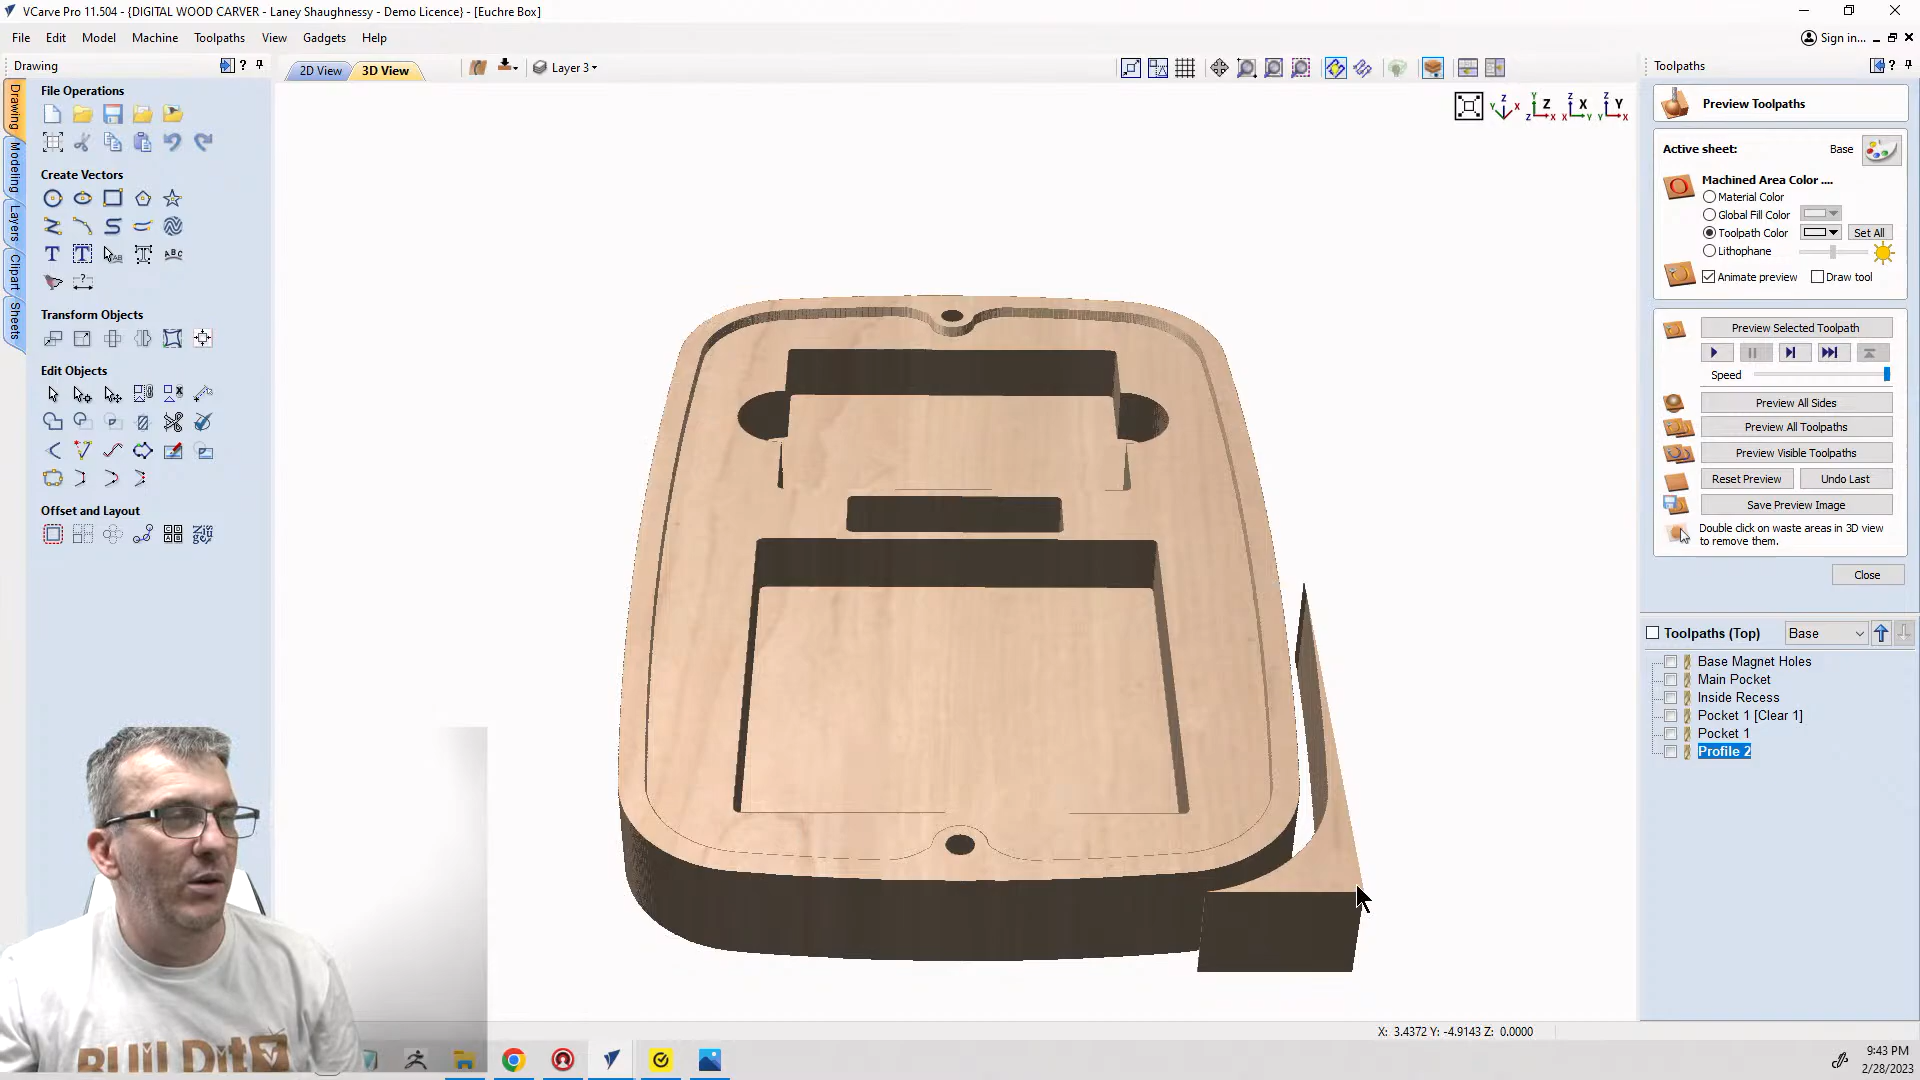 VCarve Pro 11.504 - {DIGITAL WOOD CARVER - Laney Shaughnessy - Demo Licence} - [Euchre Box]
File Edit Model Machine Toolpaths View Gadgets Help
Sign in...
Drawing
2D View
3D View
Layer 3
Toolpaths
Drawing
Modeling
Layers
Clipart
Sheets
File Operations
Create Vectors
Transform Objects
Edit Objects
Offset and Layout
Preview Toolpaths
Active sheet: Base
Machined Area Color ....
Material Color
Global Fill Color
Toolpath Color
Set All
Lithophane
Animate preview
Draw tool
Preview Selected Toolpath
Speed
Preview All Sides
Preview All Toolpaths
Preview Visible Toolpaths
Reset Preview
Undo Last
Save Preview Image
Double click on waste areas in 3D view
to remove them.
Close
Toolpaths (Top)
Base
Base Magnet Holes
Main Pocket
Inside Recess
Pocket 1 [Clear 1]
Pocket 1
Profile 2
X: 3.4372 Y: -4.9143 Z: 0.0000
9:43 PM
2/28/2023